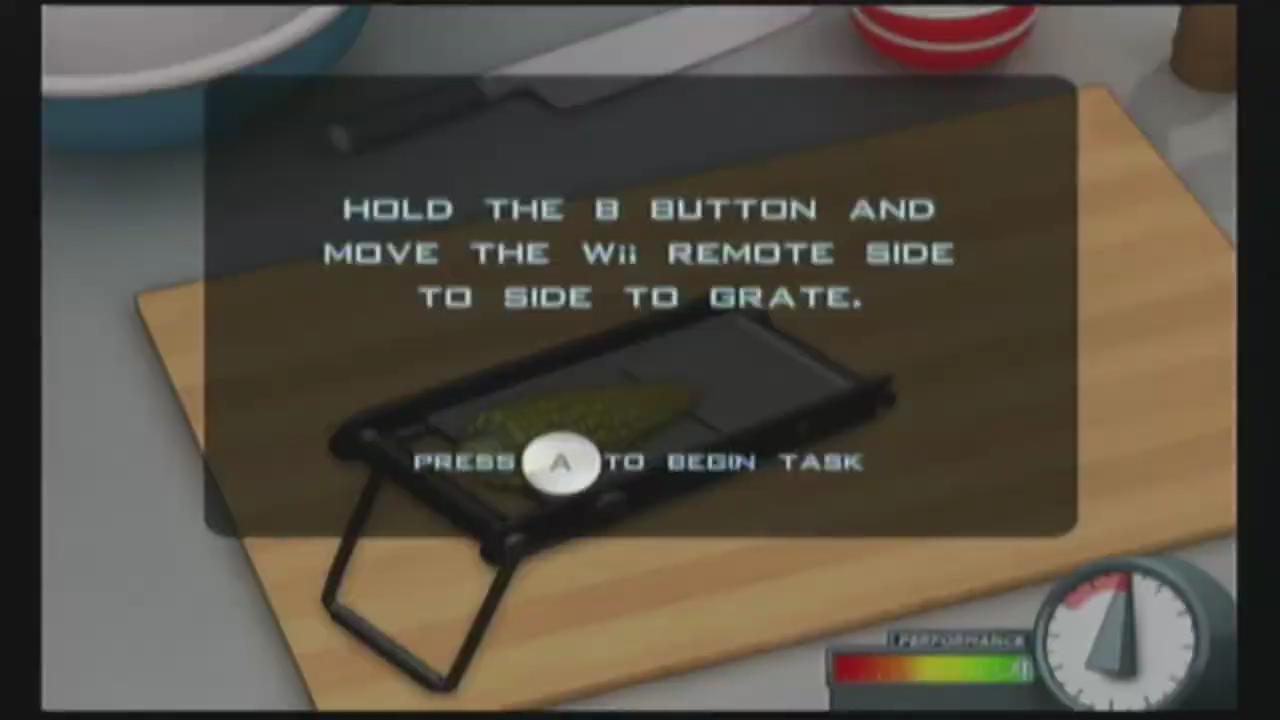 HOLD THE B BUTTON AND
MOVE THE Wii REMOTE SIDE
TO SIDE TO GRATE.
PRESS A TO BEGIN TASK
PERFORMANCE